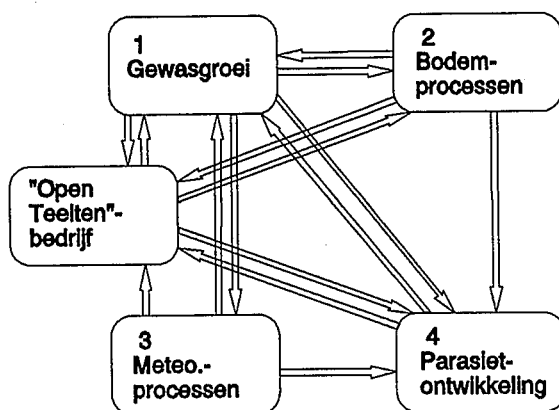 1
Gewasgroei
2
Bodem-
processen
"Open
Teelten"-
bedrijf
3
Meteo.-
processen
4
Parasiet-
ontwikkeling